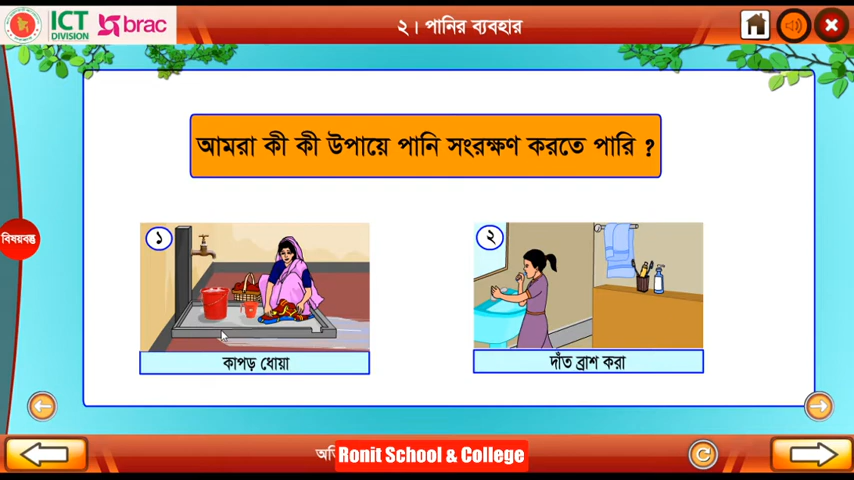 ICT
DIVISION
brac
২। পানির ব্যবহার
আমরা কী কী উপায়ে পানি সংরক্ষণ করতে পারি ?
বিষয়বস্তু
১
২
কাপড় ধোয়া
দাঁত ব্রাশ করা
Ronit School & College